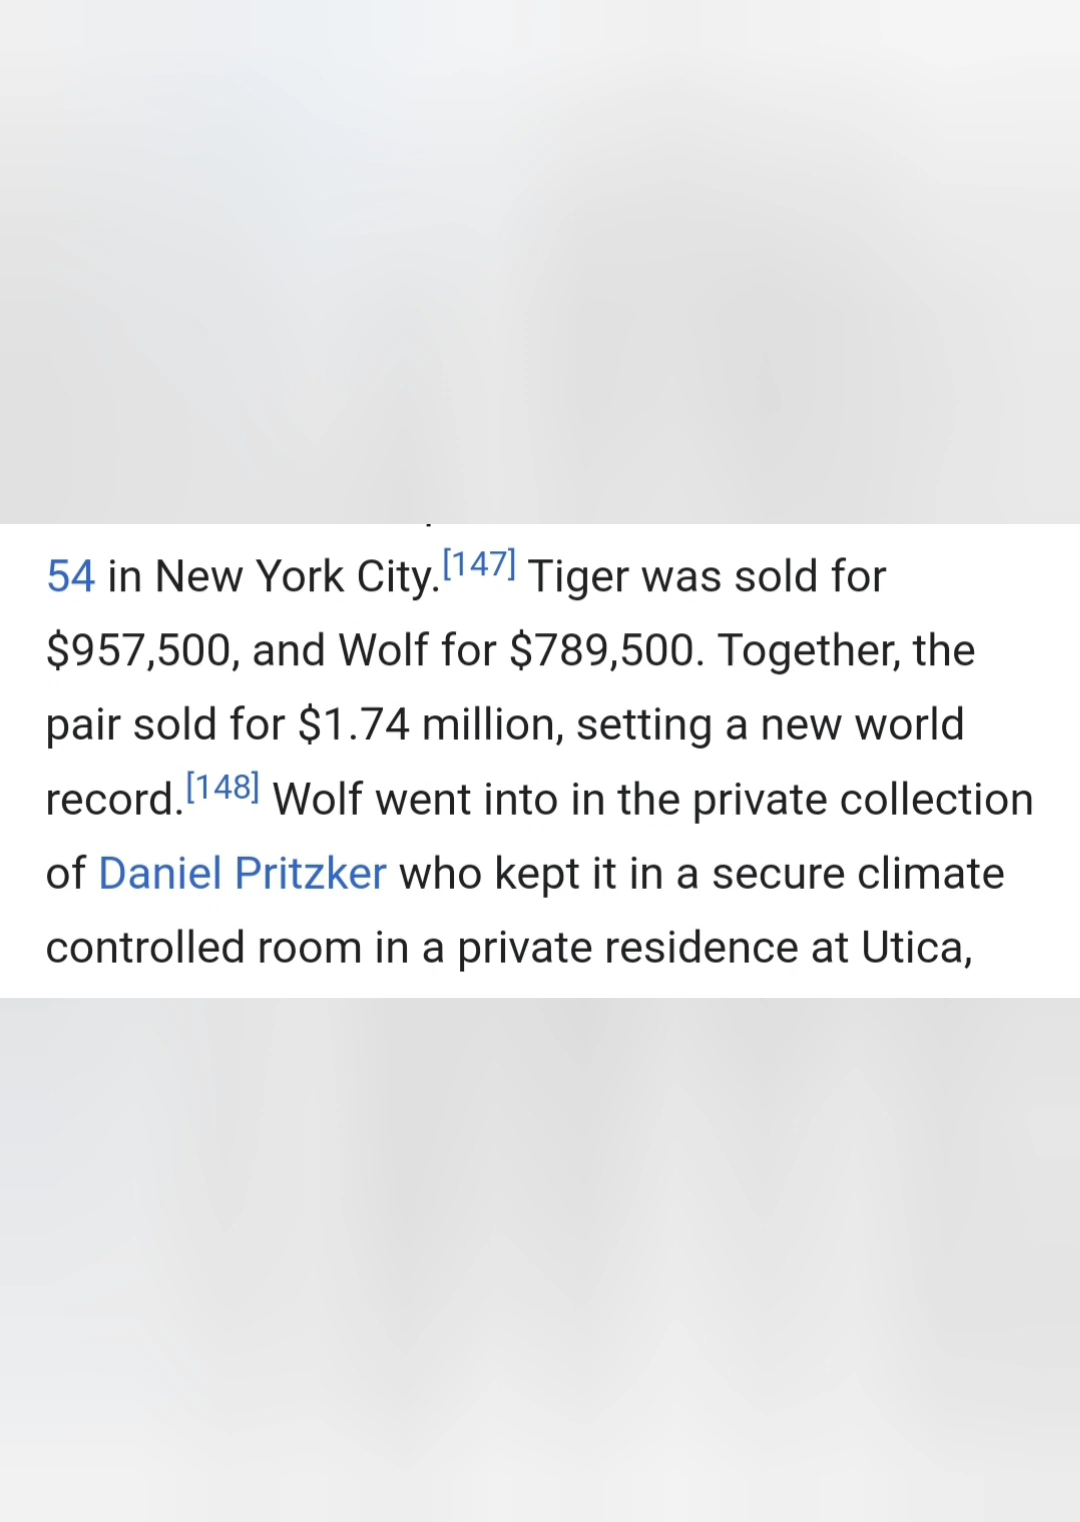 54 in New York City.[147] Tiger was sold for
$957,500, and Wolf for $789,500. Together, the
pair sold for $1.74 million, setting a new world
record.[148] Wolf went into in the private collection
of Daniel Pritzker who kept it in a secure climate
controlled room in a private residence at Utica,